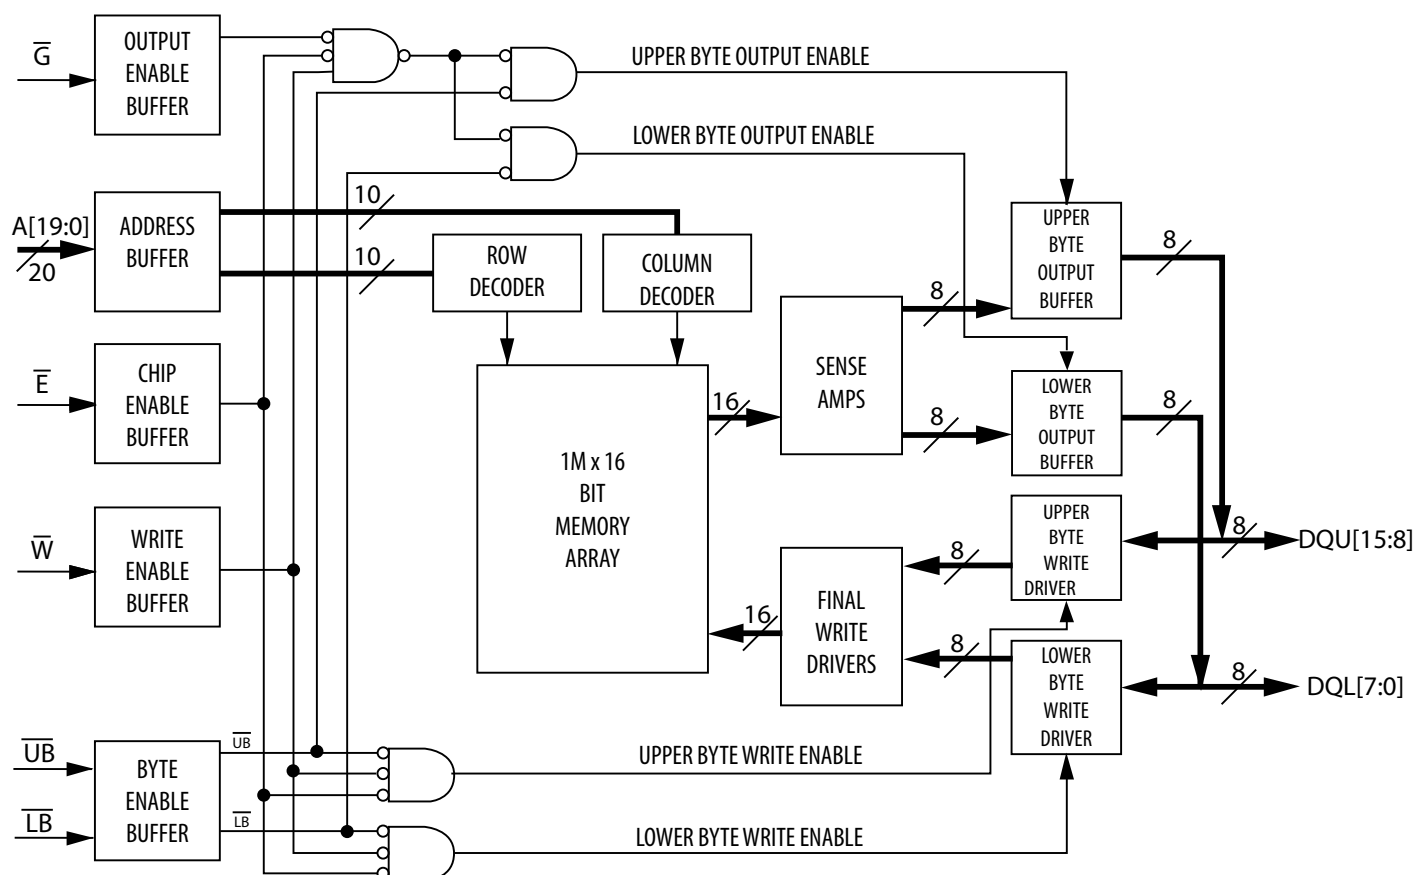 G̅
OUTPUT
ENABLE
BUFFER
UPPER BYTE OUTPUT ENABLE
LOWER BYTE OUTPUT ENABLE
A[19:0]
20
ADDRESS
BUFFER
10
10
ROW
DECODER
COLUMN
DECODER
UPPER
BYTE
OUTPUT
BUFFER
8
8
E̅
CHIP
ENABLE
BUFFER
SENSE
AMPS
16
8
LOWER
BYTE
OUTPUT
BUFFER
8
1M x 16
BIT
MEMORY
ARRAY
W̅
WRITE
ENABLE
BUFFER
UPPER
BYTE
WRITE
DRIVER
8
8
DQU[15:8]
FINAL
WRITE
DRIVERS
16
8
LOWER
BYTE
WRITE
DRIVER
8
DQL[7:0]
U̅B̅
L̅B̅
BYTE
ENABLE
BUFFER
U̅B̅
L̅B̅
UPPER BYTE WRITE ENABLE
LOWER BYTE WRITE ENABLE